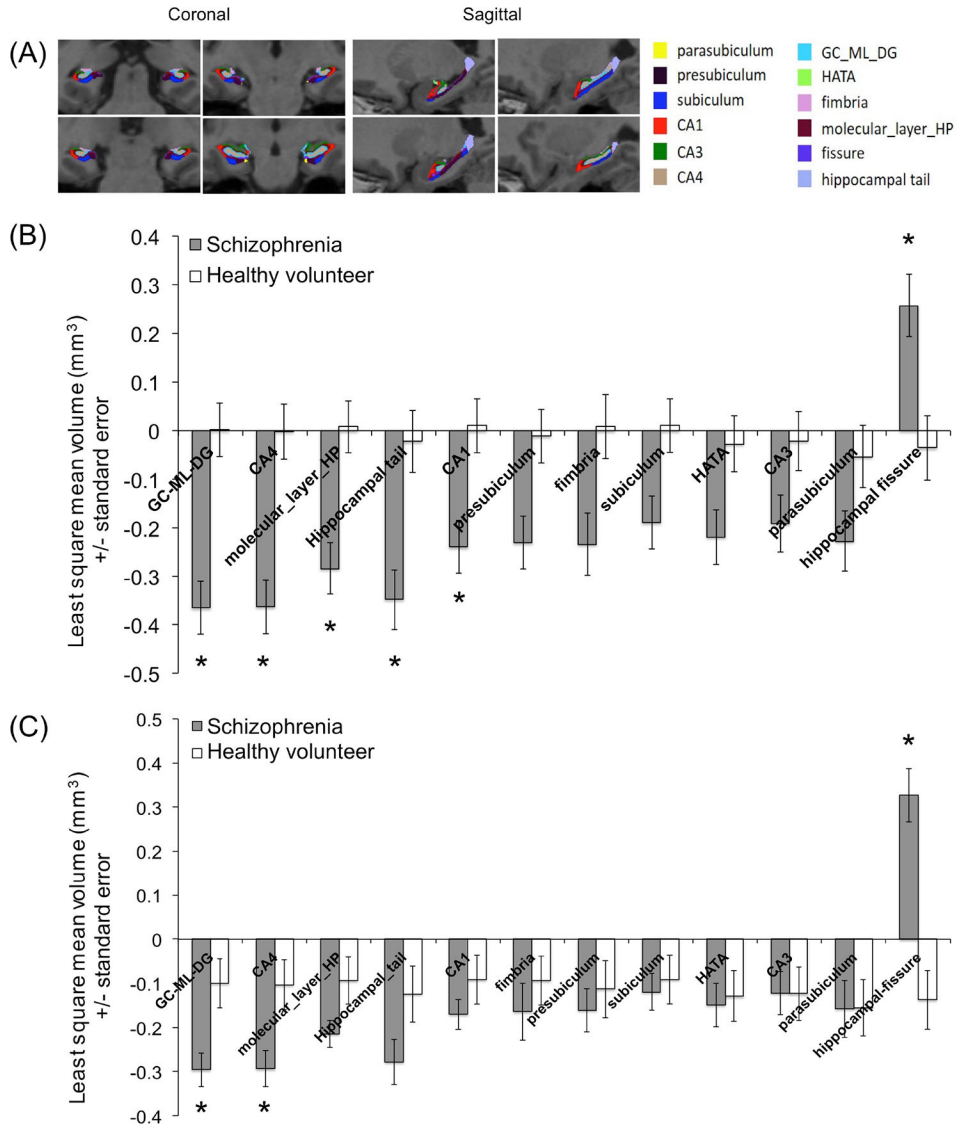 Coronal
Sagittal
(A)
parasubiculum
presubiculum
subiculum
CA1
CA3
CA4
GC_ML_DG
HATA
fimbria
molecular_layer_HP
fissure
hippocampal tail
(B)
Least square mean volume (mm³)
+/- standard error
0.4
0.3
0.2
0.1
0
-0.1
-0.2
-0.3
-0.4
-0.5
Schizophrenia
Healthy volunteer
GC-ML-DG
CA4
molecular_layer_HP
Hippocampal tail
CA1
presubiculum
fimbria
subiculum
HATA
CA3
parasubiculum
hippocampal fissure
*
*
*
*
*
*
(C)
Least square mean volume (mm³)
+/- standard error
0.5
0.4
0.3
0.2
0.1
0
-0.1
-0.2
-0.3
-0.4
Schizophrenia
Healthy volunteer
GC-ML-DG
CA4
molecular_layer_HP
Hippocampal_tail
CA1
fimbria
presubiculum
subiculum
HATA
CA3
parasubiculum
hippocampal-fissure
*
*
*